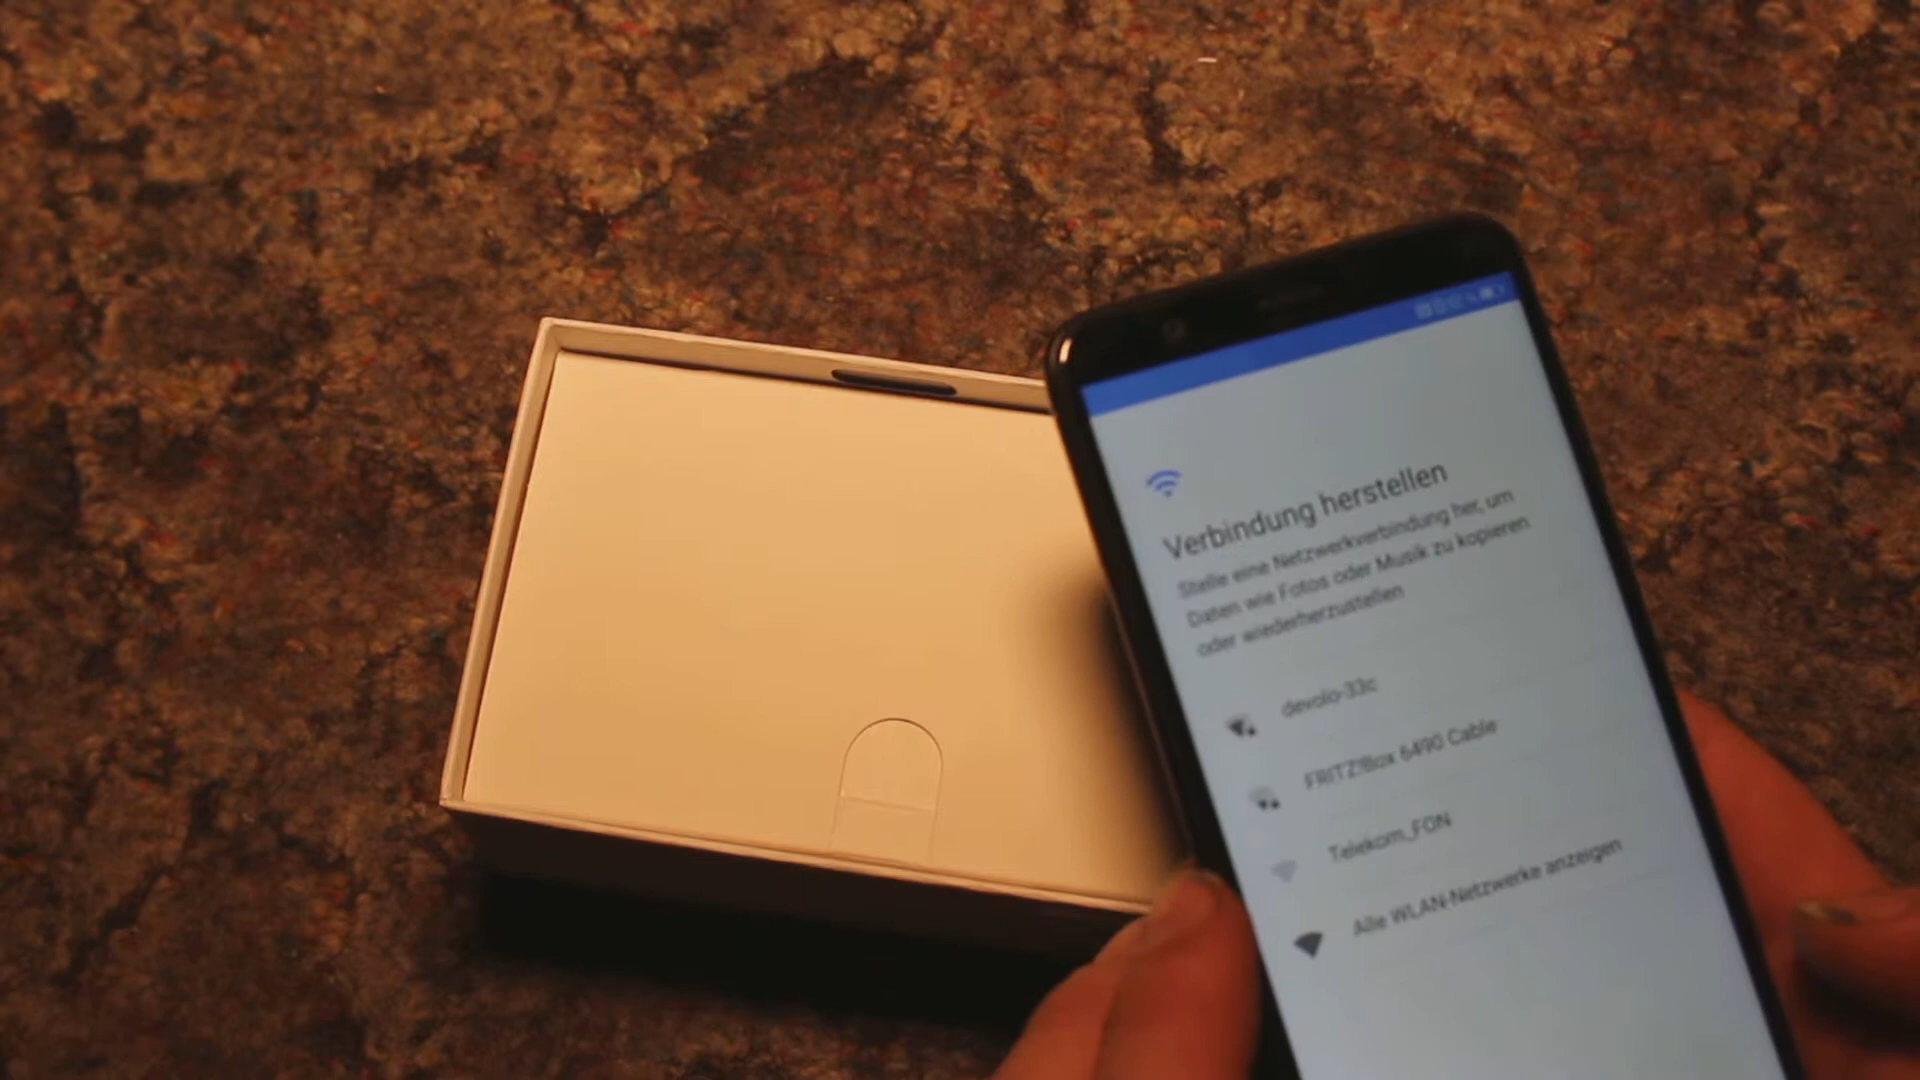 Verbindung herstellen
Stelle eine Netzwerkverbindung her, um
Daten wie Fotos oder Musik zu kopieren
oder wiederherzustellen
devolo-33c
FRITZ!Box 6490 Cable
Telekom_FON
Alle WLAN-Netzwerke anzeigen